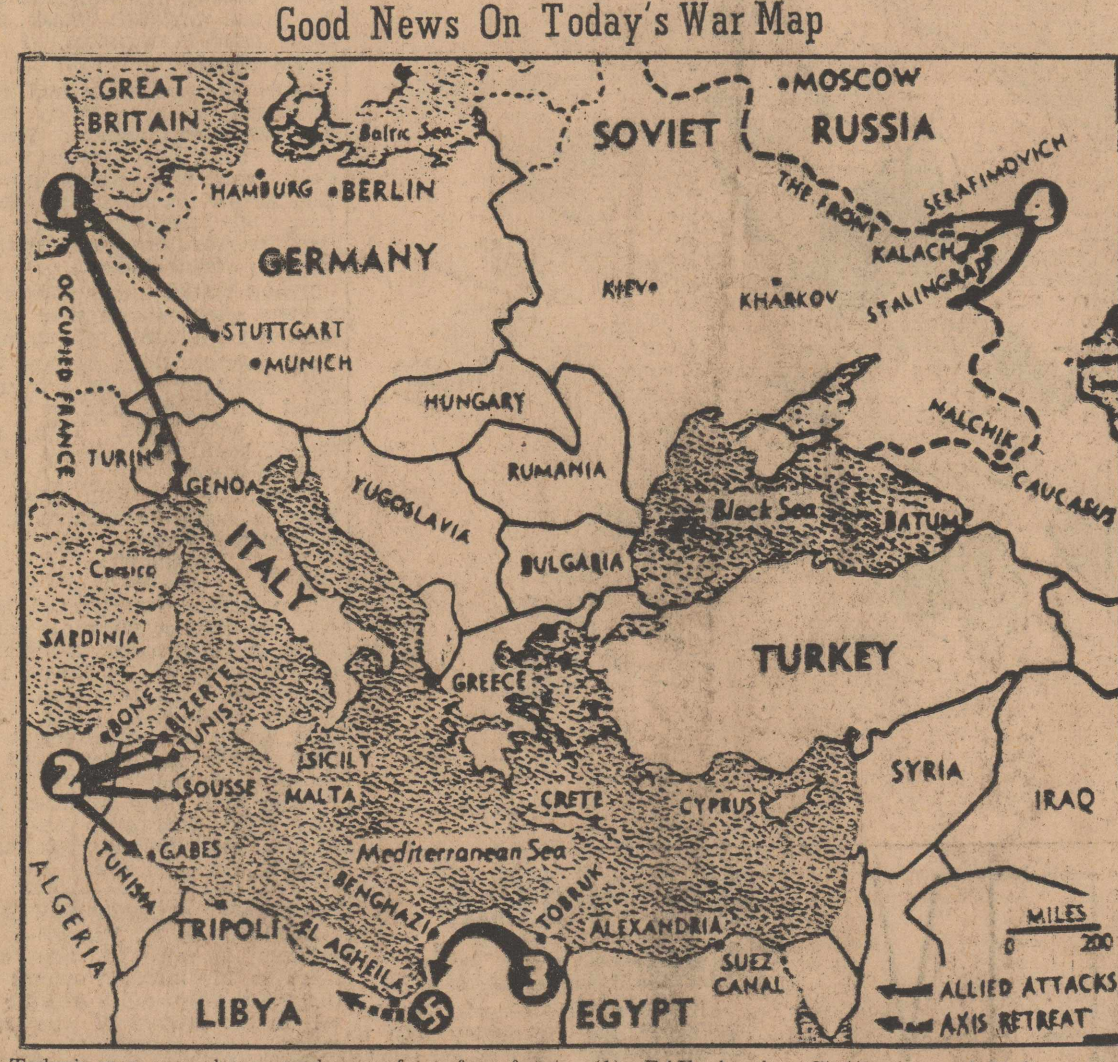 Good News On Today's War Map
GREAT
BRITAIN
Baltic Sea
MOSCOW
SOVIET
RUSSIA
1
HAMBURG
BERLIN
THE FRONT
SERAFIMOVICH
4
KALACH
STALINGRAD
GERMANY
KIEV
KHARKOV
OCCUPIED FRANCE
STUTTGART
MUNICH
HUNGARY
NALCHIK
TURIN
GENOA
YUGOSLAVIA
RUMANIA
CAUCASUS
Black Sea
BATUM
ITALY
BULGARIA
Corsica
SARDINIA
TURKEY
GREECE
BONE
BIZERTE
TUNIS
2
SICILY
SYRIA
SOUSSE
MALTA
CRETE
CYPRUS
IRAQ
GABES
Mediterranean Sea
TUNISIA
ALGERIA
BENGHAZI
TOBRUK
TRIPOLI
EL AGHEILA
ALEXANDRIA
MILES
0 200
3
SUEZ
CANAL
LIBYA
EGYPT
ALLIED ATTACKS
AXIS RETREAT